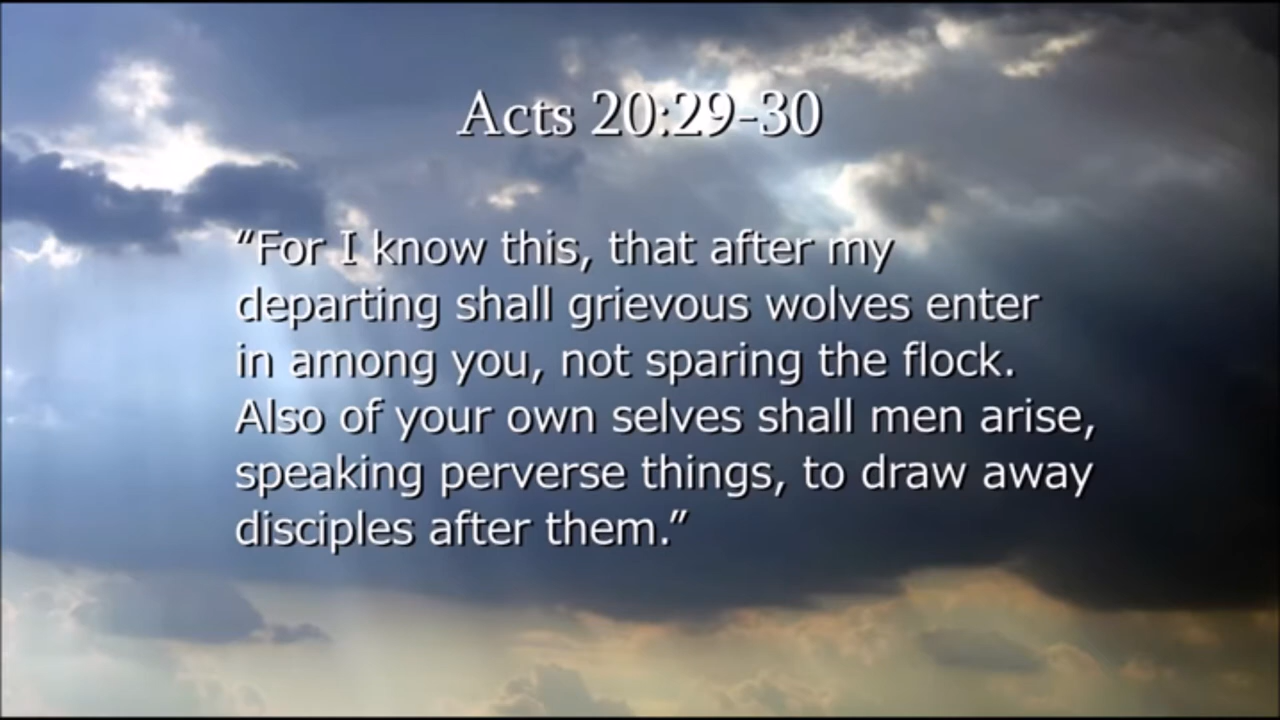 Acts 20:29-30
"For I know this, that after my
departing shall grievous wolves enter
in among you, not sparing the flock.
Also of your own selves shall men arise,
speaking perverse things, to draw away
disciples after them.”